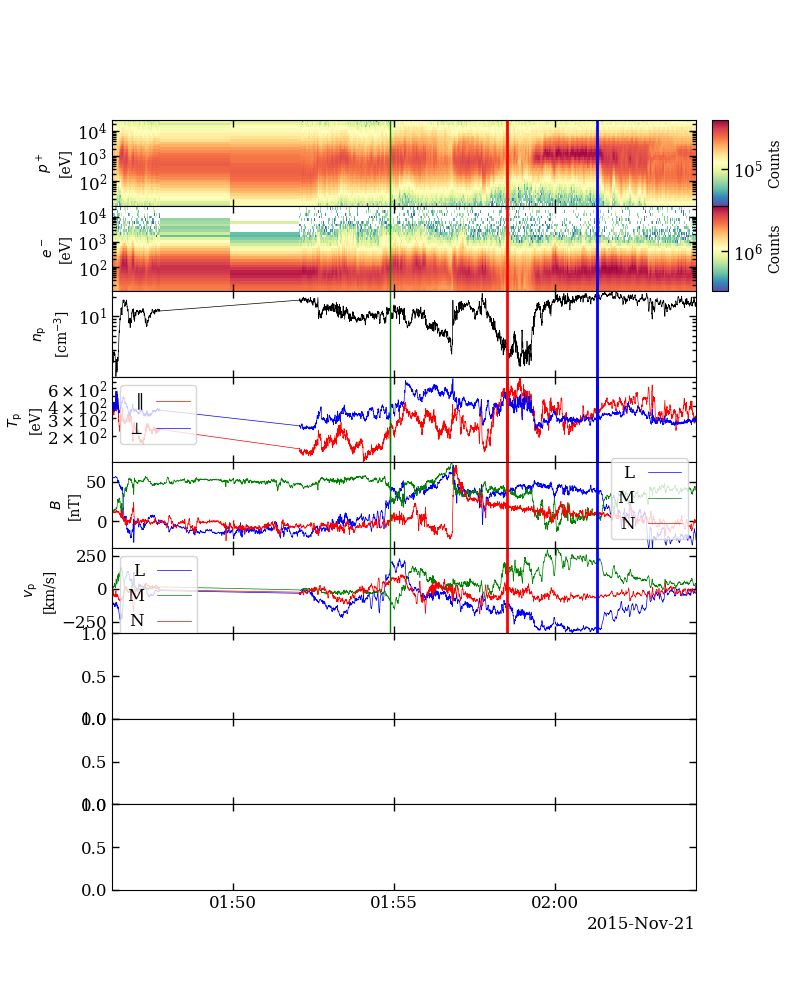 10⁴
10³
10²
p⁺
[eV]
10⁵
Counts
10⁴
10³
10²
e⁻
[eV]
10⁶
Counts
10¹
nₚ
[cm⁻³]
6 × 10²
4 × 10²
3 × 10²
2 × 10²
Tₚ
[eV]
∥
⊥
50
0
B
[nT]
L
M
N
250
0
−250
vₚ
[km/s]
L
M
N
1.0
0.5
0.0
1.0
0.5
0.0
1.0
0.5
0.0
01:50 01:55 02:00
2015-Nov-21